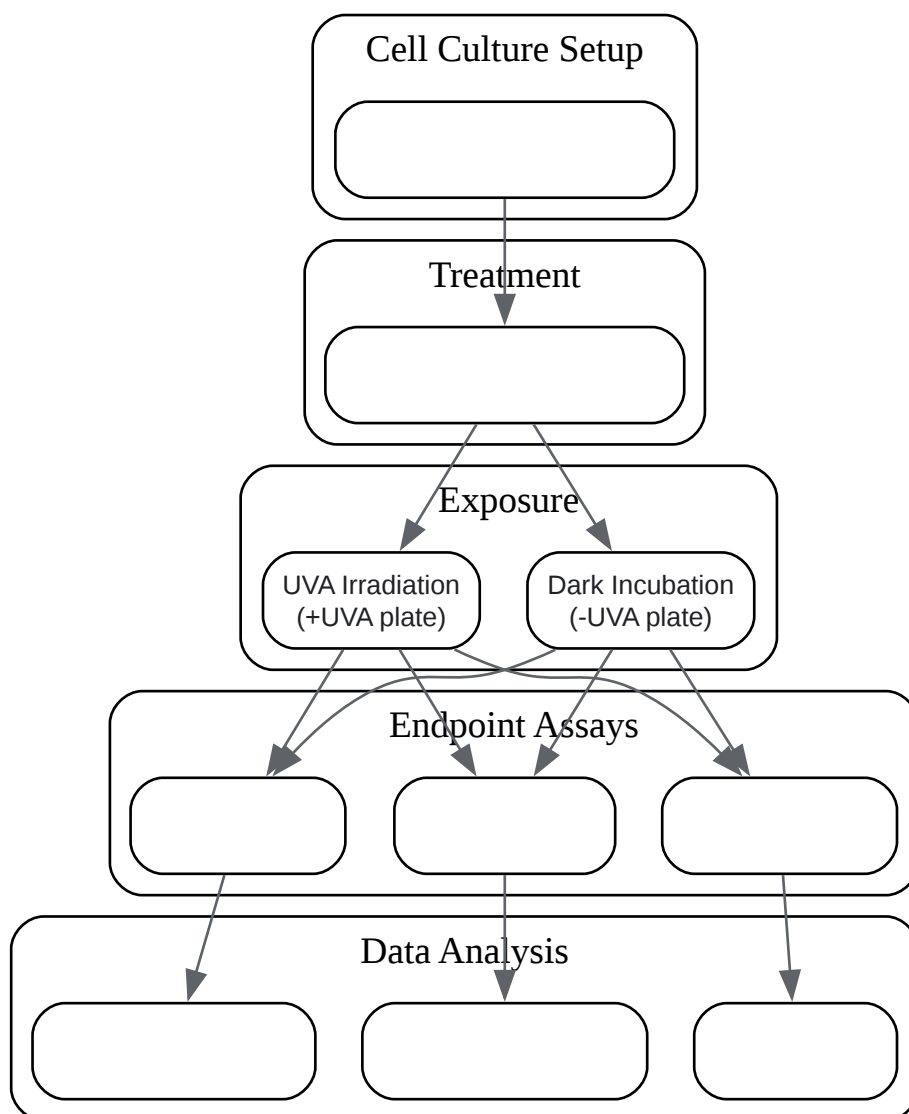 Cell Culture Setup
Treatment
Exposure
UVA Irradiation
(+UVA plate)
Dark Incubation
(-UVA plate)
Endpoint Assays
Data Analysis